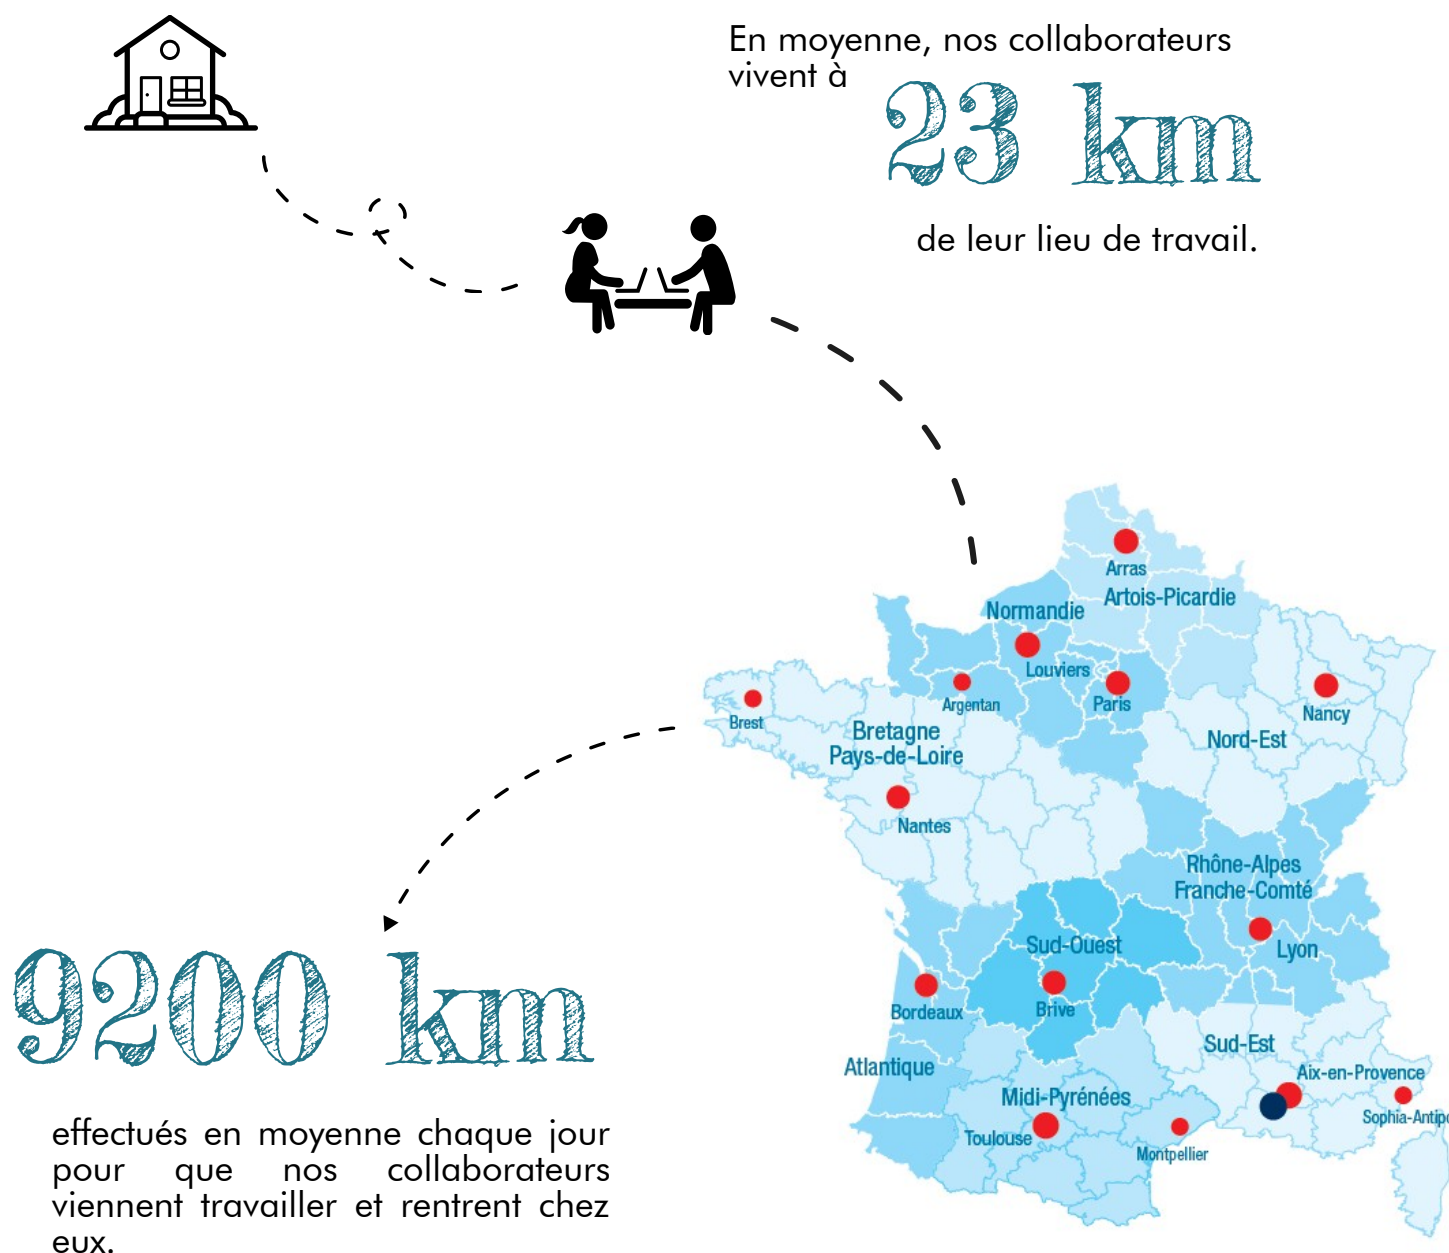 En moyenne, nos collaborateurs
vivent à
23 km
de leur lieu de travail.
Arras
Artois-Picardie
Normandie
Louviers
Argentan
Paris
Nancy
Brest
Bretagne
Pays-de-Loire
Nord-Est
Nantes
Rhône-Alpes
Franche-Comté
Sud-Ouest
Lyon
Brive
Bordeaux
Sud-Est
Atlantique
Aix-en-Provence
Midi-Pyrénées
Sophia-Antipo
Toulouse
Montpellier
9200 km
effectués en moyenne chaque jour
pour que nos collaborateurs
viennent travailler et rentrent chez
eux.